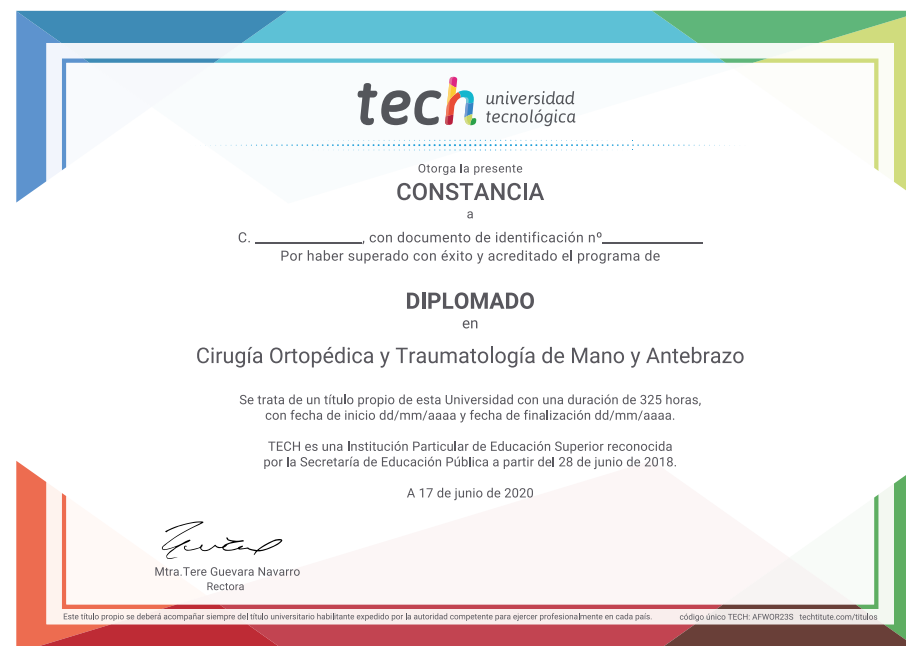 tech universidad
tecnológica
Otorga la presente
CONSTANCIA
a
C. ______________, con documento de identificación nº_____________
Por haber superado con éxito y acreditado el programa de
DIPLOMADO
en
Cirugía Ortopédica y Traumatología de Mano y Antebrazo
Se trata de un título propio de esta Universidad con una duración de 325 horas,
con fecha de inicio dd/mm/aaaa y fecha de finalización dd/mm/aaaa.
TECH es una Institución Particular de Educación Superior reconocida
por la Secretaría de Educación Pública a partir del 28 de junio de 2018.
A 17 de junio de 2020
Mtra.Tere Guevara Navarro
Rectora
Este título propio se deberá acompañar siempre del título universitario habilitante expedido por la autoridad competente para ejercer profesionalmente en cada país. código único TECH: AFWOR23S techtitute.com/titulos